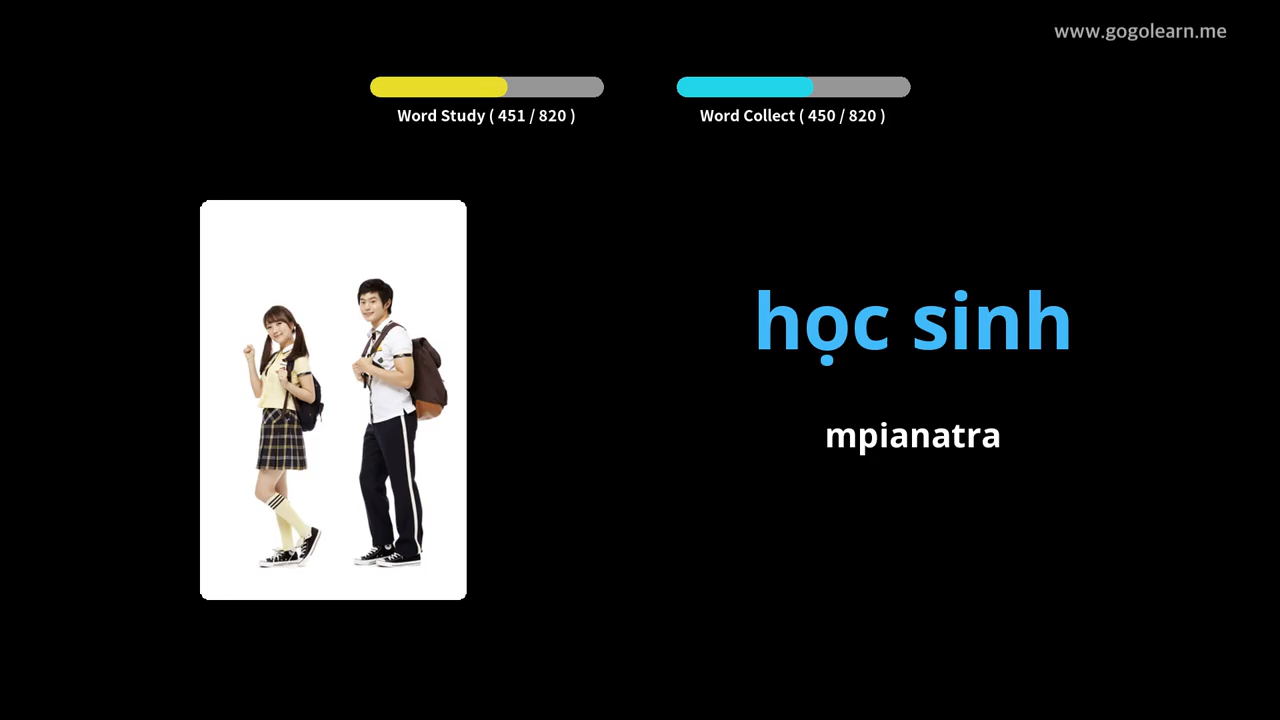 www.gogolearn.me
Word Study ( 451 / 820 )
Word Collect ( 450 / 820 )
học sinh
mpianatra